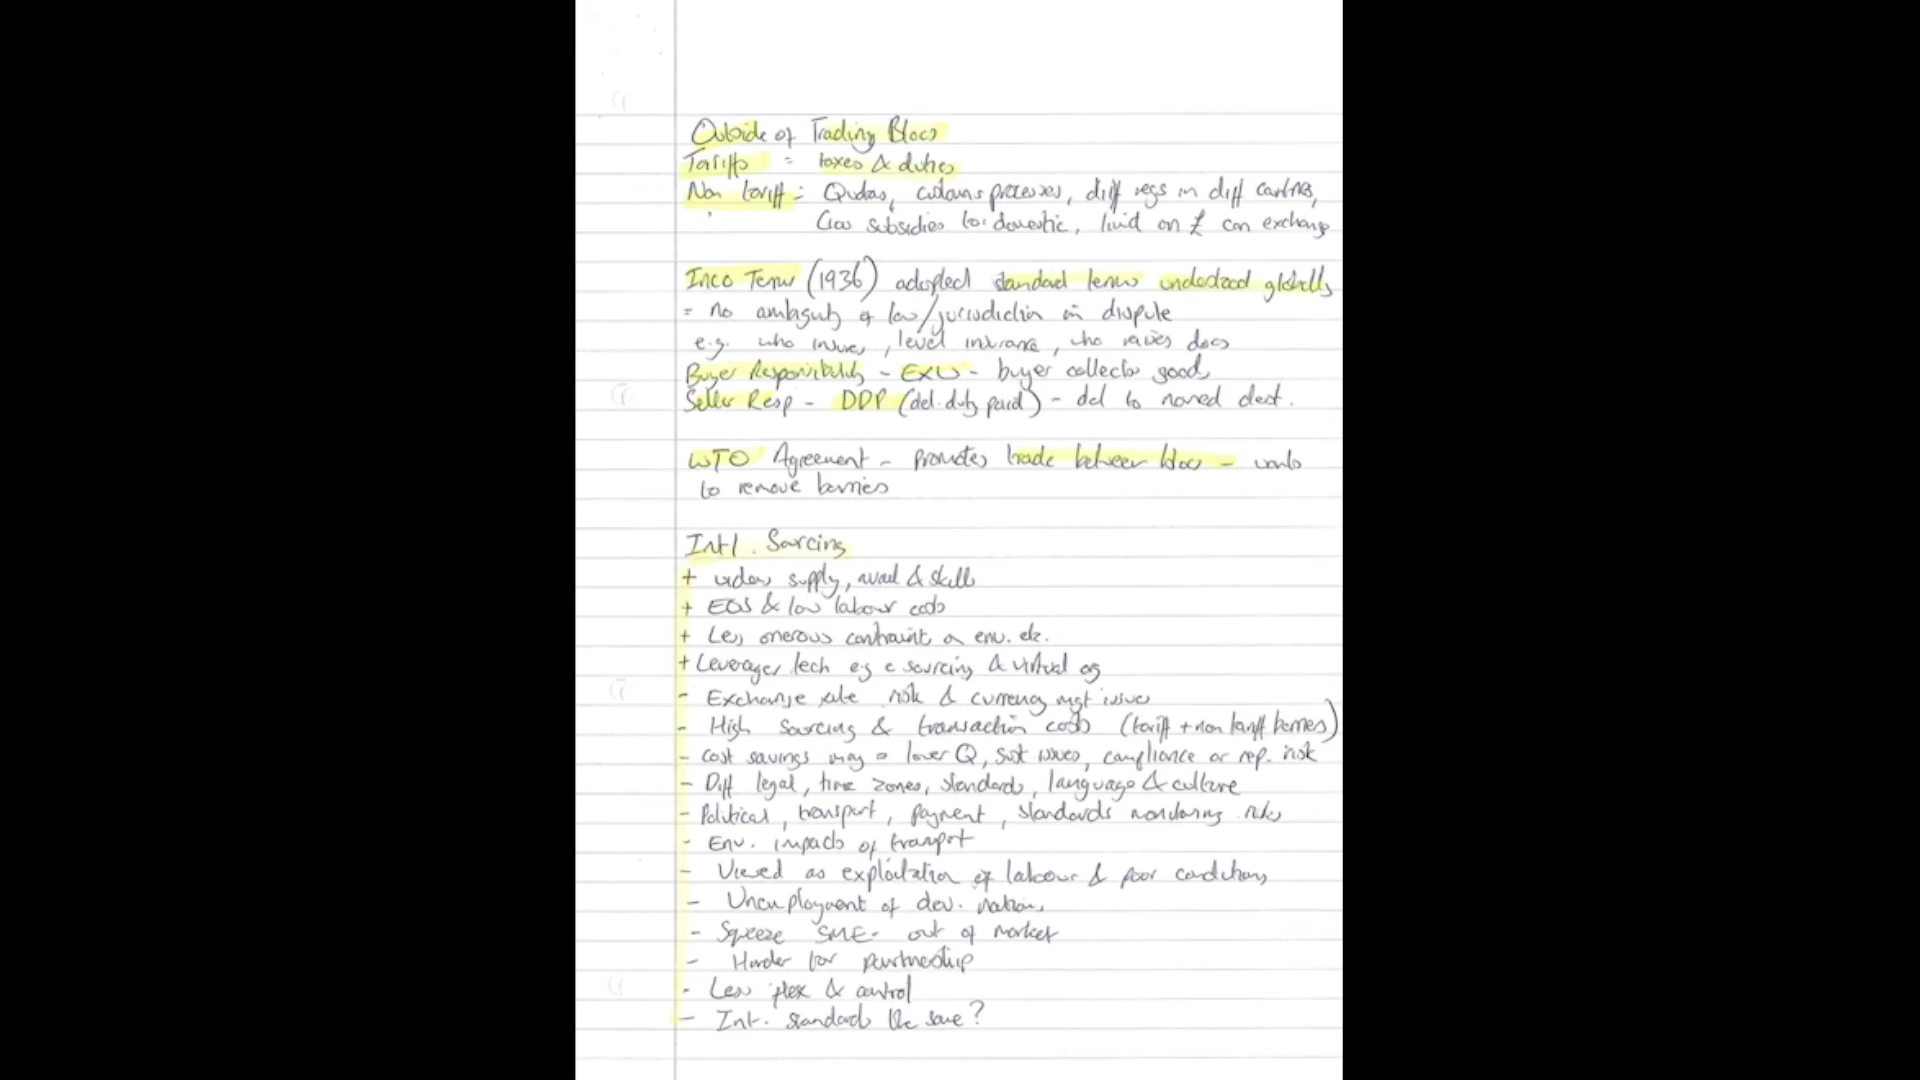 Outside of Trading Blocs
Tariffs = taxes & duties
Non tariff = Quotas, customs processes, diff regs in diff countries,
Gov subsidies for domestic, limit on £ can exchange
Inco Terms (1936) adopted standard terms understood globally
= no ambiguity of law/jurisdiction in dispute
e.g. who insures, level insurance, who raises docs
Buyer Responsibility - EXW - buyer collects goods
Seller Resp - DDP (del. duty paid) - del to named dest.
WTO Agreement - promotes trade between blocs - works
to remove barriers
Intl. Sourcing
+ widens supply, avail & skills
+ EOS & low labour costs
+ Less onerous constraint on env. etc.
+ Leverages tech eg e sourcing & virtual org
- Exchange rate risk & currency mgt issues
- High sourcing & transaction costs (tariff + non tariff barriers)
- Cost savings may = lower Q, sust issues, compliance or rep. risk
- Diff legal, time zones, standards, language & culture
- Political, transport, payment, standards monitoring risks
- Env. impacts of transport
- Viewed as exploitation of labour & poor conditions
- Unemployment of dev. nations
- Squeeze SMEs out of market
- Harder for partnership
- Less flex & control
- Int. standards the same?